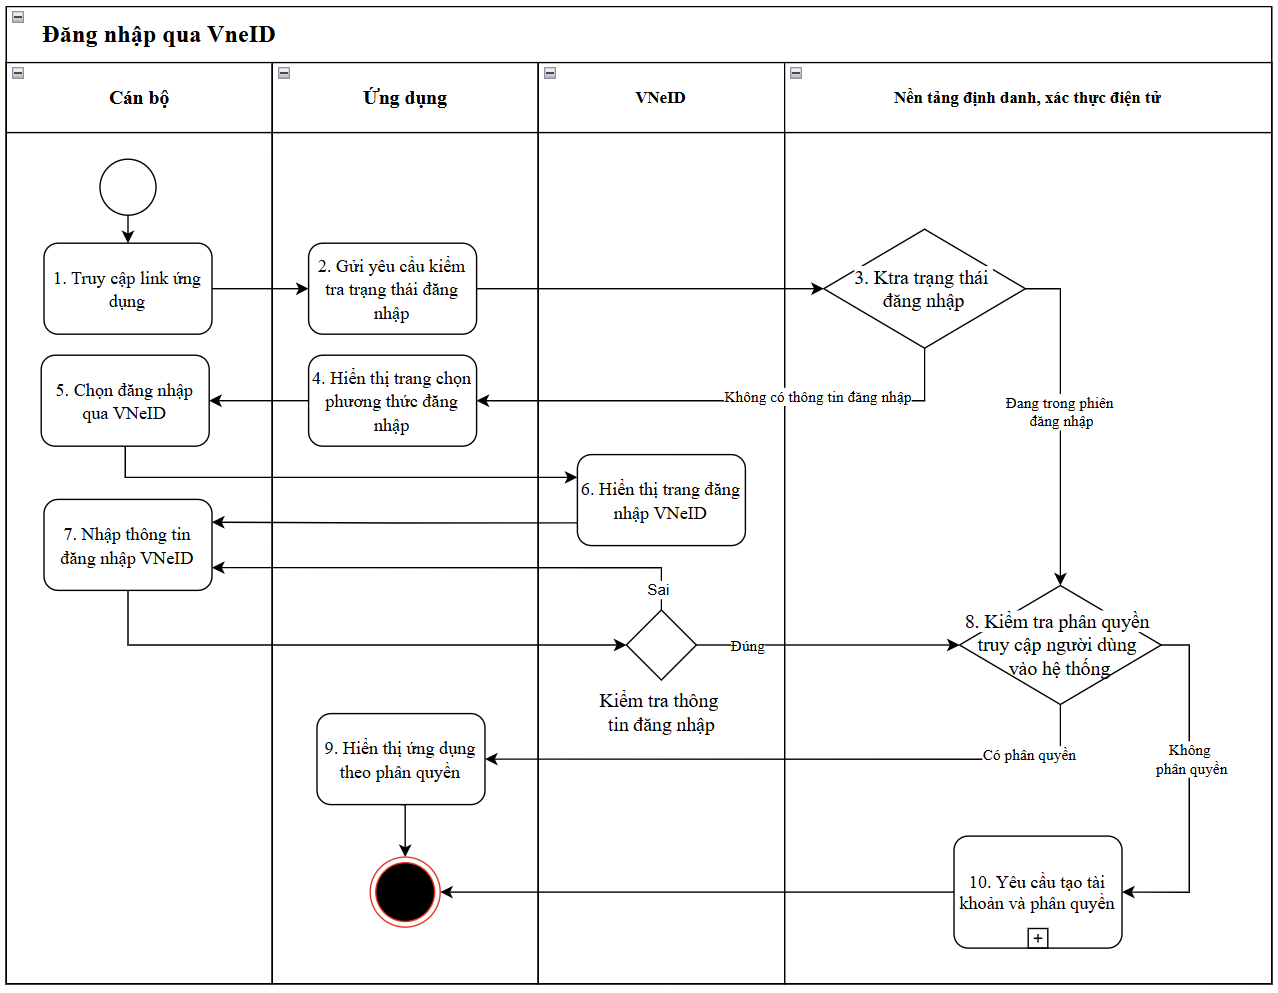 Đăng nhập qua VneID
Cán bộ
Ứng dụng
VNeID
Nền tảng định danh, xác thực điện tử
1. Truy cập link ứng
dụng
2. Gửi yêu cầu kiểm
tra trạng thái đăng
nhập
3. Ktra trạng thái
đăng nhập
5. Chọn đăng nhập
qua VNeID
4. Hiển thị trang chọn
phương thức đăng
nhập
Không có thông tin đăng nhập
Đang trong phiên
đăng nhập
6. Hiển thị trang đăng
nhập VNeID
7. Nhập thông tin
đăng nhập VNeID
Sai
Đúng
Kiểm tra thông
tin đăng nhập
8. Kiểm tra phân quyền
truy cập người dùng
vào hệ thống
9. Hiển thị ứng dụng
theo phân quyền
Có phân quyền
Không
phân quyền
10. Yêu cầu tạo tài
khoản và phân quyền